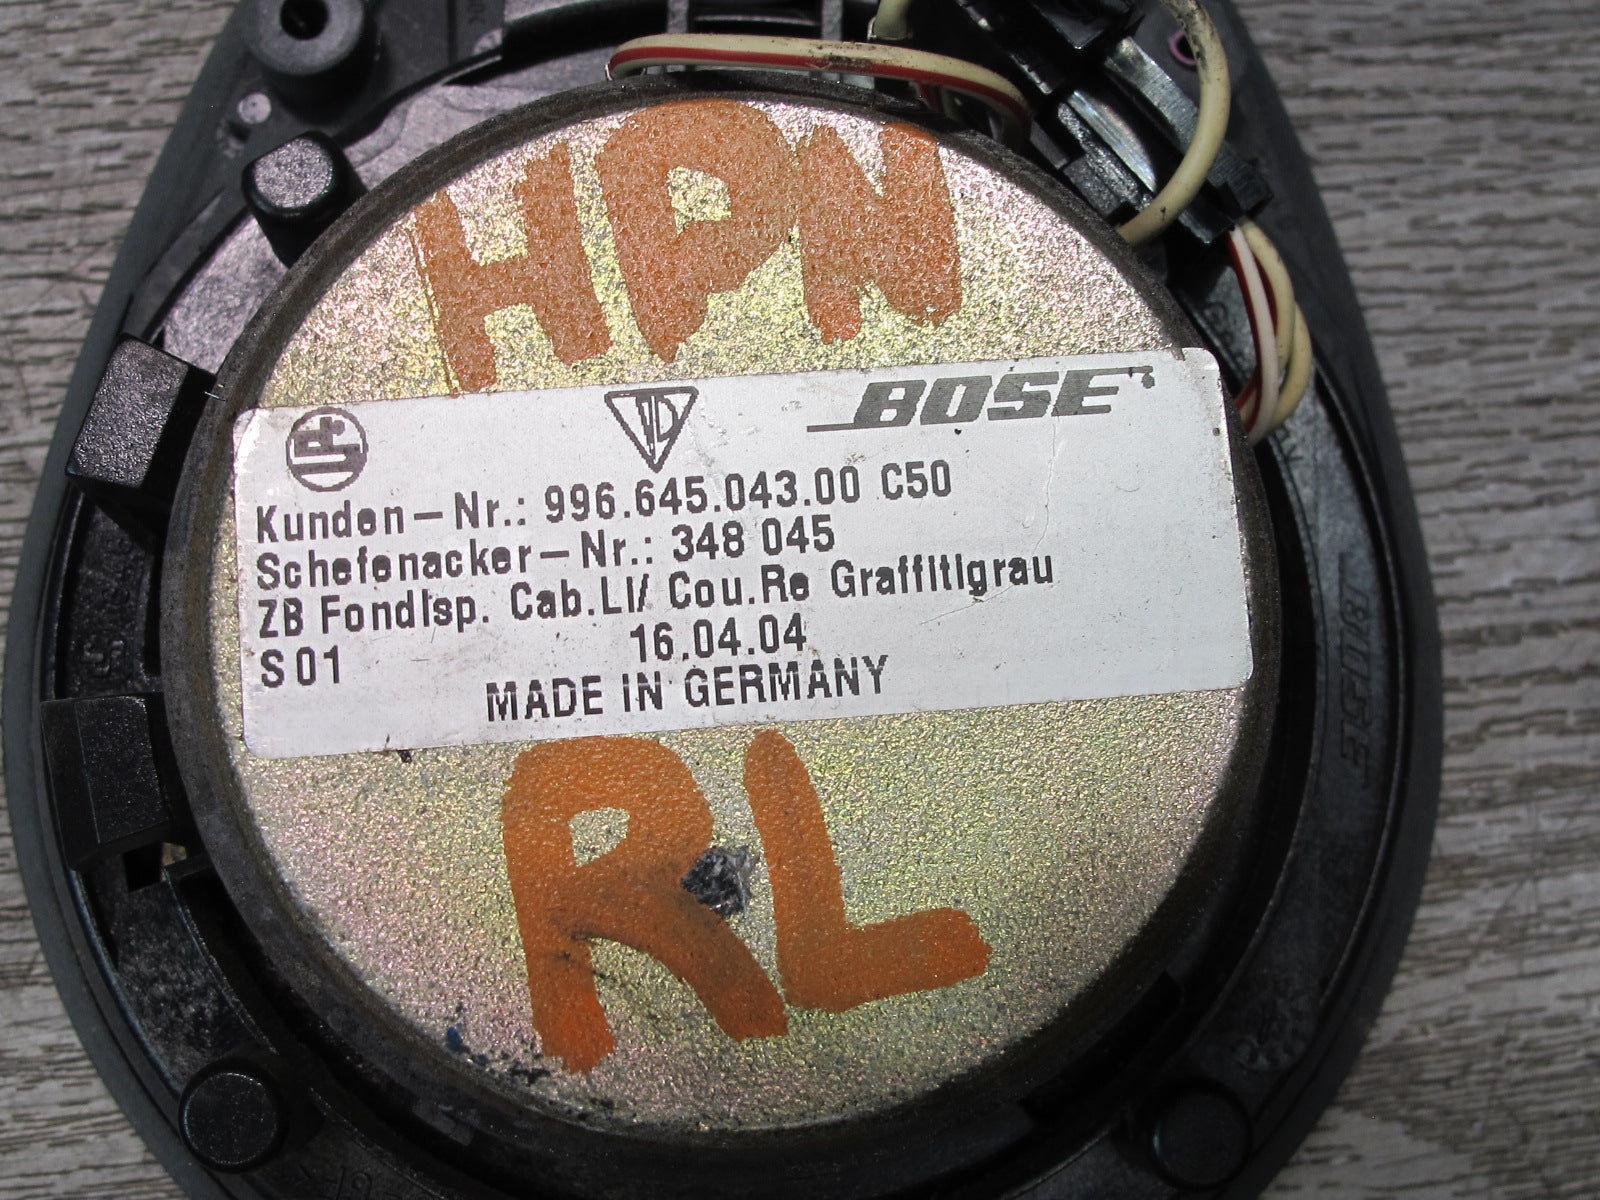 HPN
BOSE
Kunden-Nr.: 996.645.043.00 C50
Schefenacker-Nr.: 348 045
ZB Fondlsp. Cab.LI/ Cou.Re Graffitigrau
S01 16.04.04
MADE IN GERMANY
RL
BOSE